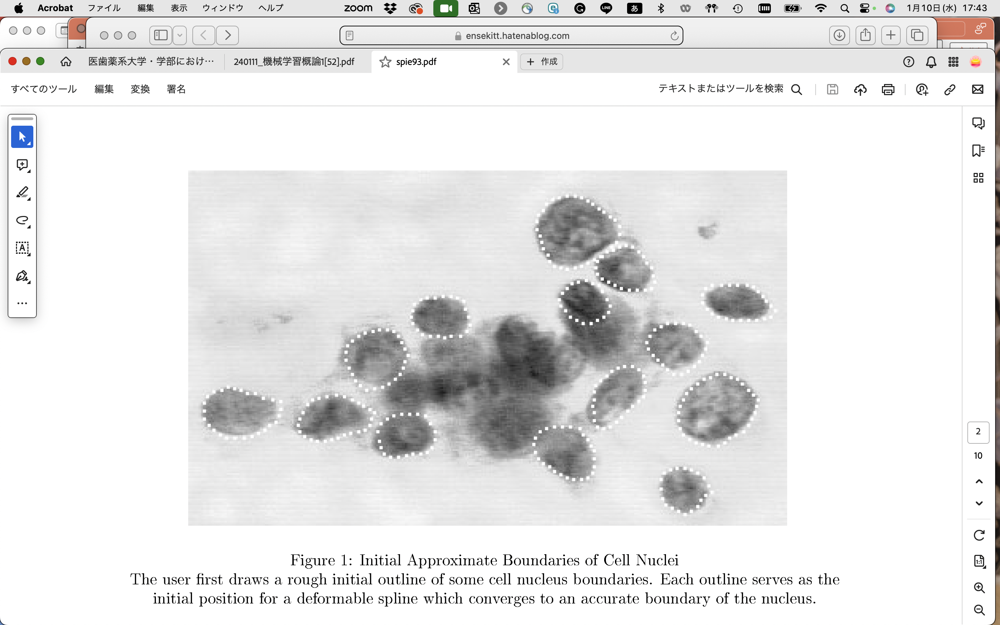 Acrobat ファイル 編集 表示 ウィンドウ ヘルプ zoom LINE あ 1月10日(水) 17:43
ensekitt.hatenablog.com
医歯薬系大学・学部におけ… 240111_機械学習概論1[52].pdf spie93.pdf 作成
すべてのツール 編集 変換 署名 テキストまたはツールを検索
2
10
1:1
Figure 1: Initial Approximate Boundaries of Cell Nuclei
The user first draws a rough initial outline of some cell nucleus boundaries. Each outline serves as the
initial position for a deformable spline which converges to an accurate boundary of the nucleus.